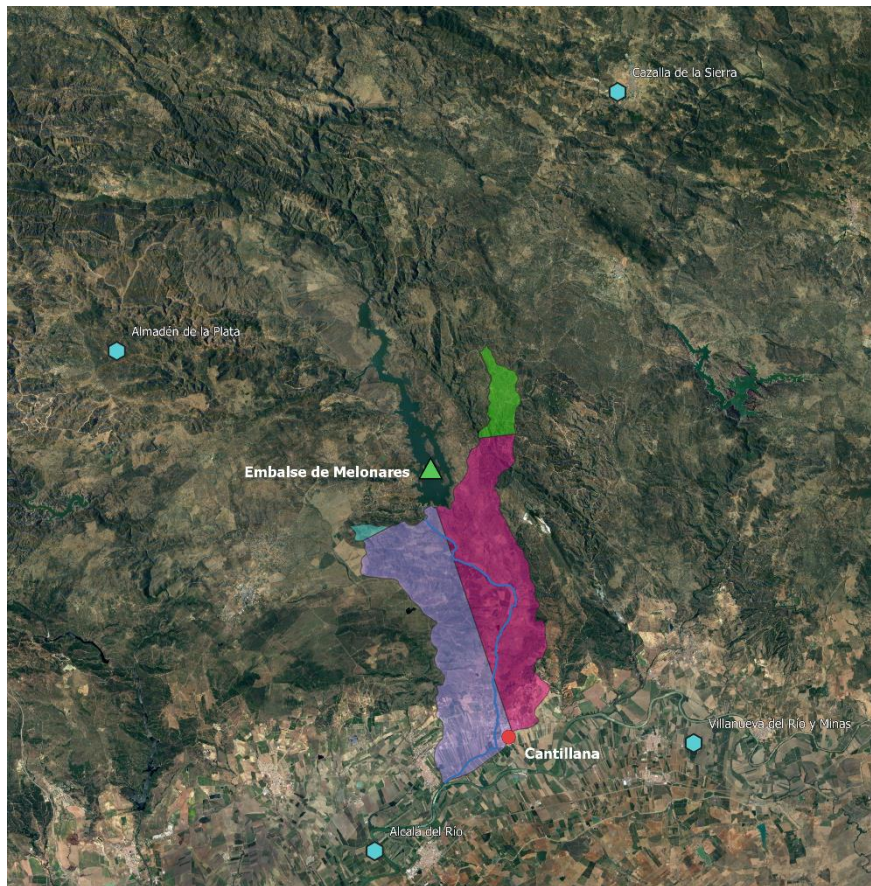 Cazalla de la Sierra
Almadén de la Plata
Embalse de Melonares
Villanueva del Río y Minas
Cantillana
Alcalá del Río